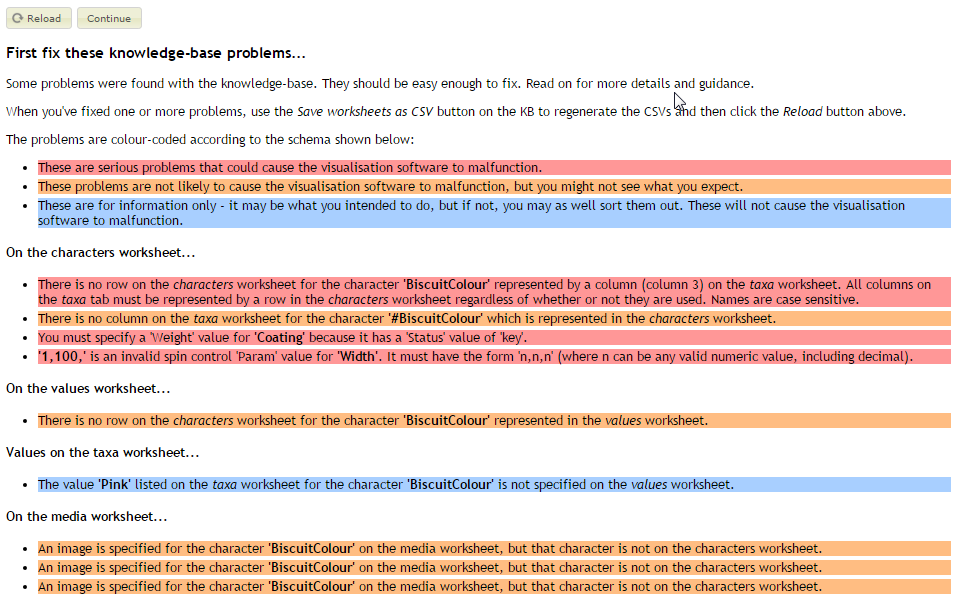 Reload Continue
First fix these knowledge-base problems...
Some problems were found with the knowledge-base. They should be easy enough to fix. Read on for more details and guidance.
When you've fixed one or more problems, use the Save worksheets as CSV button on the KB to regenerate the CSVs and then click the Reload button above.
The problems are colour-coded according to the schema shown below:
• These are serious problems that could cause the visualisation software to malfunction.
• These problems are not likely to cause the visualisation software to malfunction, but you might not see what you expect.
• These are for information only - it may be what you intended to do, but if not, you may as well sort them out. These will not cause the visualisation
software to malfunction.
On the characters worksheet...
• There is no row on the characters worksheet for the character 'BiscuitColour' represented by a column (column 3) on the taxa worksheet. All columns on
the taxa tab must be represented by a row in the characters worksheet regardless of whether or not they are used. Names are case sensitive.
• There is no column on the taxa worksheet for the character '#BiscuitColour' which is represented in the characters worksheet.
• You must specify a 'Weight' value for 'Coating' because it has a 'Status' value of 'key'.
• '1,100,' is an invalid spin control 'Param' value for 'Width'. It must have the form 'n,n,n' (where n can be any valid numeric value, including decimal).
On the values worksheet...
• There is no row on the characters worksheet for the character 'BiscuitColour' represented in the values worksheet.
Values on the taxa worksheet...
• The value 'Pink' listed on the taxa worksheet for the character 'BiscuitColour' is not specified on the values worksheet.
On the media worksheet...
• An image is specified for the character 'BiscuitColour' on the media worksheet, but that character is not on the characters worksheet.
• An image is specified for the character 'BiscuitColour' on the media worksheet, but that character is not on the characters worksheet.
• An image is specified for the character 'BiscuitColour' on the media worksheet, but that character is not on the characters worksheet.